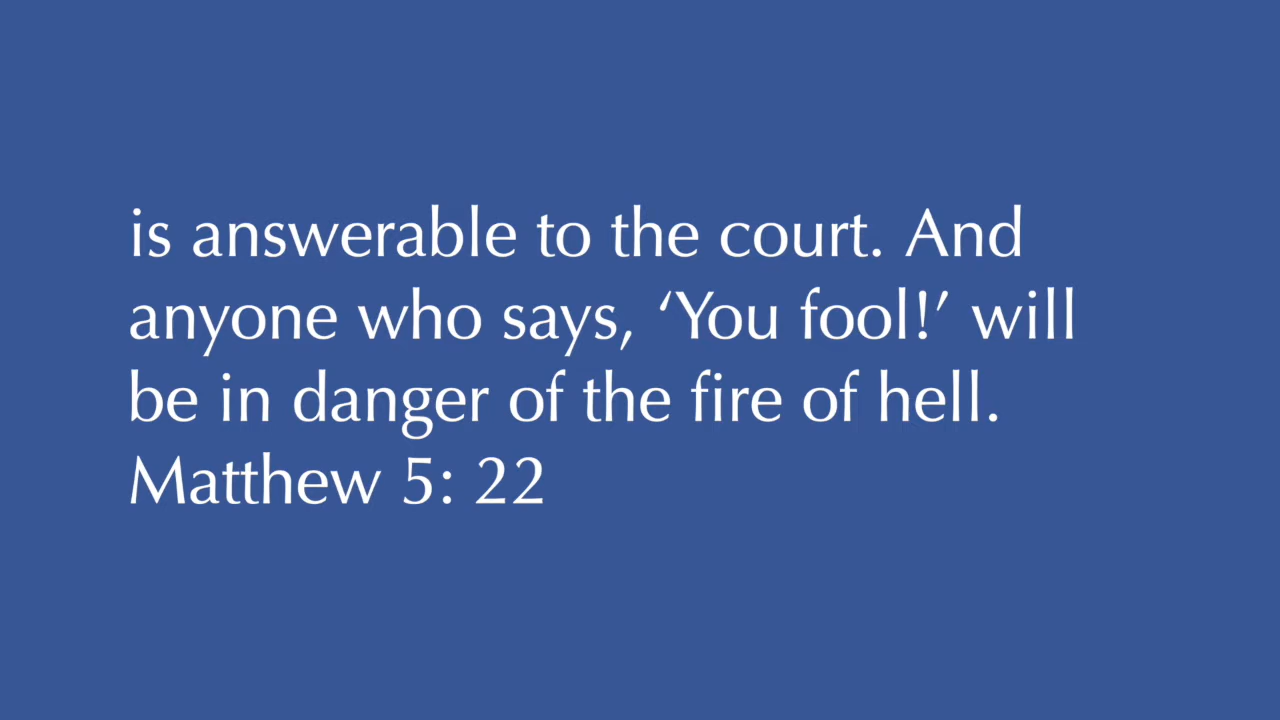 is answerable to the court. And
anyone who says, ‘You fool!’ will
be in danger of the fire of hell.
Matthew 5: 22